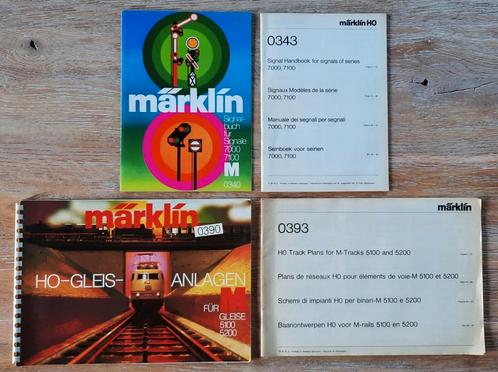 märklin
Signal-
buch
für
Signale
7000
7100
M
0340
märklin HO
0343
Signal Handbook for signals of series
7000, 7100
Signaux Modèles de la série
7000, 7100
Manuale dei segnali per segnali
7000, 7100
Seinboek voor seinen
7000, 7100
märklin
0390
HO-GLEIS-
ANLAGEN
M
FÜR
GLEISE
5100
5200
märklin
0393
H0 Track Plans for M-Tracks 5100 and 5200
Plans de réseaux H0 pour éléments de voie-M 5100 et 5200
Schemi di impianti H0 per binari-M 5100 e 5200
Baanontwerpen H0 voor M-rails 5100 en 5200